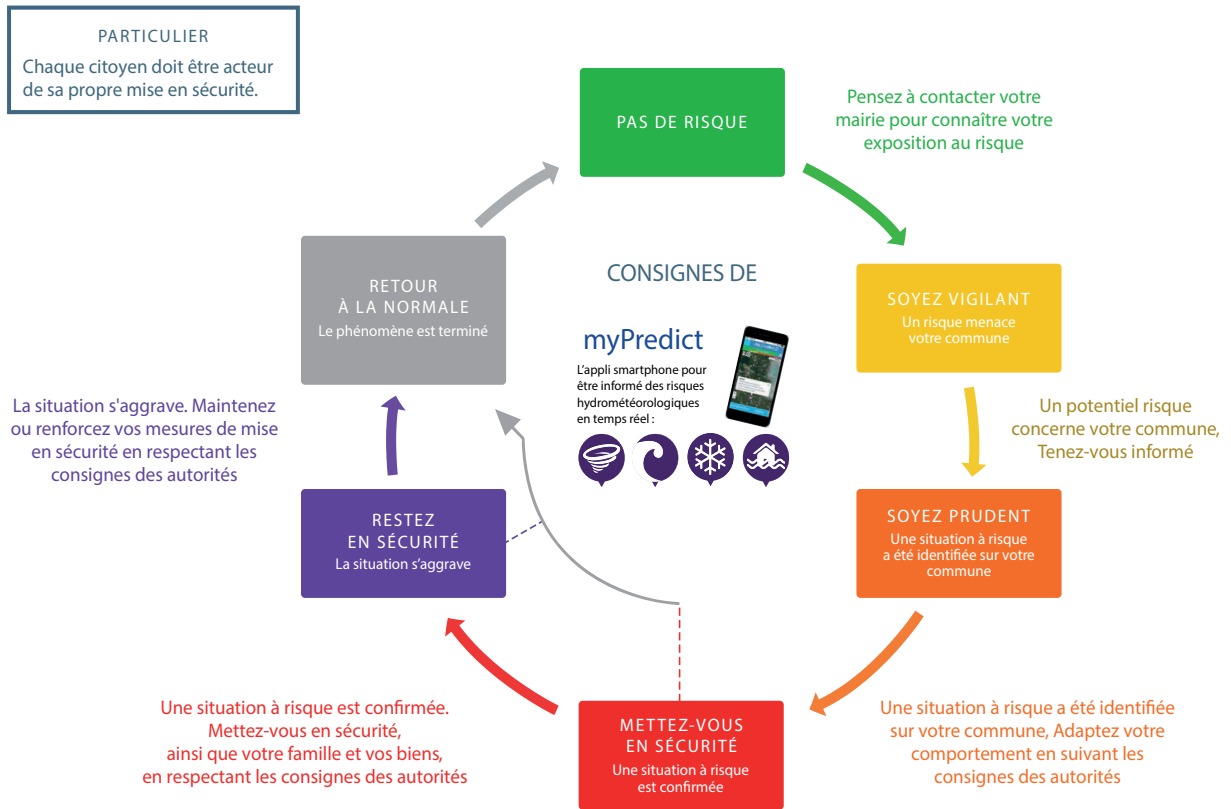 PARTICULIER
Chaque citoyen doit être acteur
de sa propre mise en sécurité.
PAS DE RISQUE
Pensez à contacter votre
mairie pour connaître votre
exposition au risque
SOYEZ VIGILANT
Un risque menace
votre commune
Un potentiel risque
concerne votre commune,
Tenez-vous informé
SOYEZ PRUDENT
Une situation à risque
a été identifiée sur votre
commune
Une situation à risque a été identifiée
sur votre commune, Adaptez votre
comportement en suivant les
consignes des autorités
METTEZ-VOUS
EN SÉCURITÉ
Une situation à risque
est confirmée
Une situation à risque est confirmée.
Mettez-vous en sécurité,
ainsi que votre famille et vos biens,
en respectant les consignes des autorités
RESTEZ
EN SÉCURITÉ
La situation s’aggrave
La situation s'aggrave. Maintenez
ou renforcez vos mesures de mise
en sécurité en respectant les
consignes des autorités
RETOUR
À LA NORMALE
Le phénomène est terminé
CONSIGNES DE
myPredict
L’appli smartphone pour
être informé des risques
hydrométéorologiques
en temps réel :